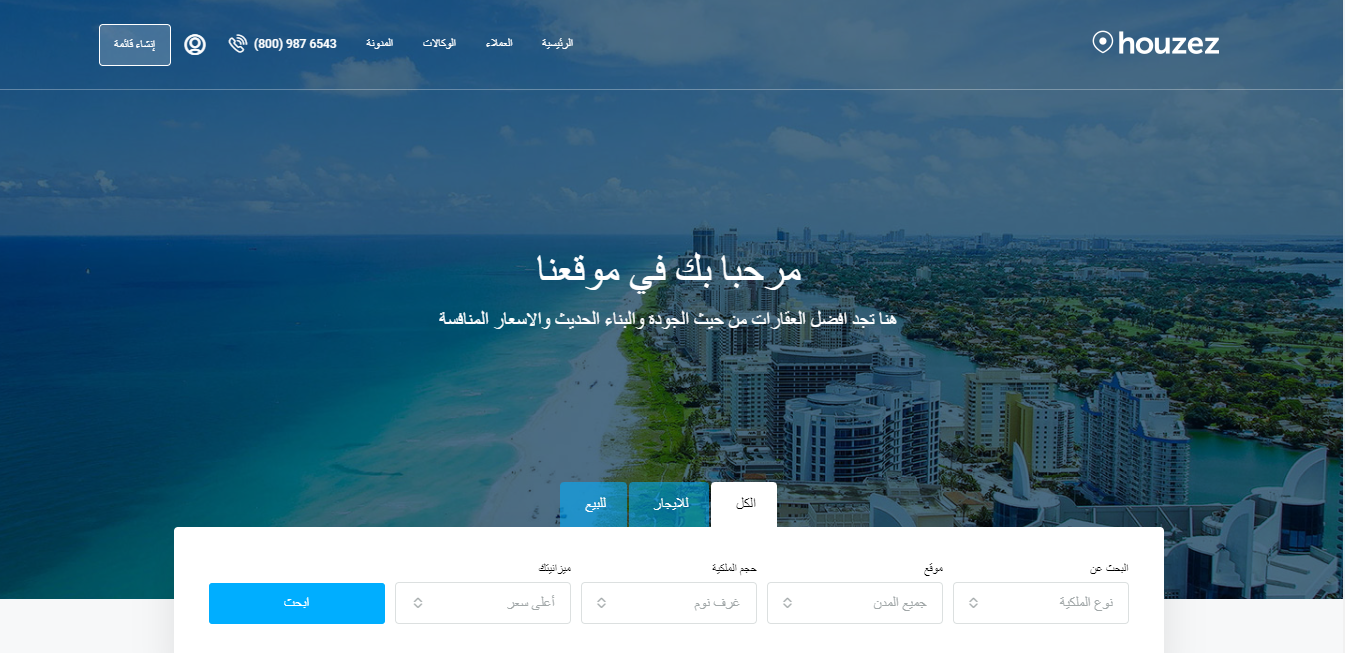 houzez
الرئيسية
العملاء
الوكالات
المدونة
(800) 987 6543
إنشاء قائمة
مرحبا بك في موقعنا
هنا تجد افضل العقارات من حيث الجودة والبناء الحديث والاسعار المنافسة
الكل
للايجار
للبيع
البحث عن
موقع
حجم الملكية
ميزانيتك
نوع الملكية
جميع المدن
غرف نوم
أعلى سعر
ابحث